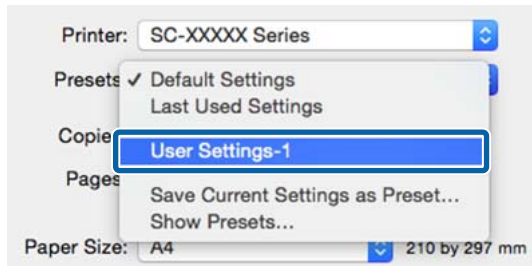 Printer: SC-XXXXX Series
Presets ✓ Default Settings
Last Used Settings
Copie
User Settings-1
Pages
Save Current Settings as Preset...
Show Presets...
Paper Size: A4 210 by 297 mm